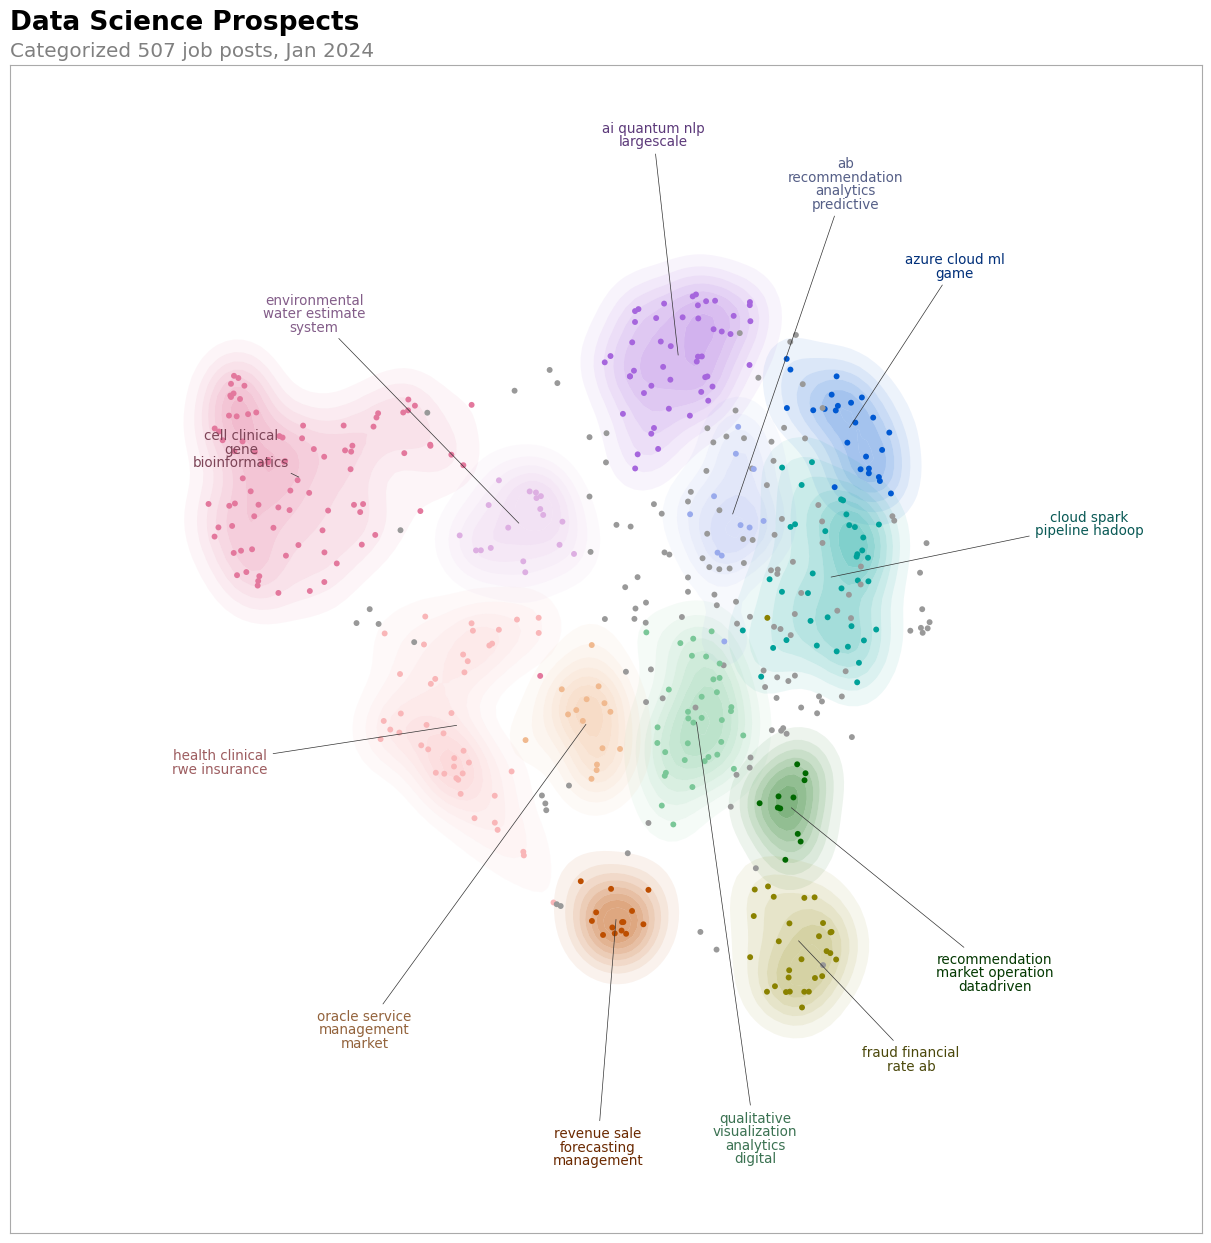 Data Science Prospects
Categorized 507 job posts, Jan 2024
ai quantum nlp
largescale
ab
recommendation
analytics
predictive
azure cloud ml
game
environmental
water estimate
system
cell clinical
gene
bioinformatics
cloud spark
pipeline hadoop
health clinical
rwe insurance
recommendation
market operation
datadriven
oracle service
management
market
fraud financial
rate ab
qualitative
visualization
analytics
digital
revenue sale
forecasting
management